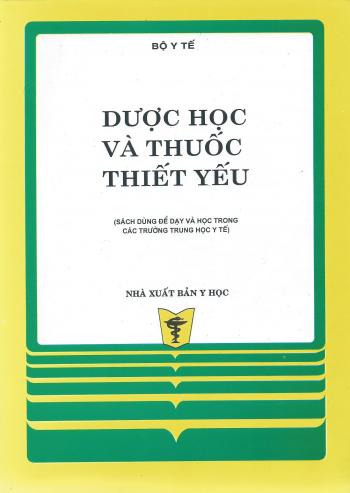 BỘ Y TẾ
DƯỢC HỌC
VÀ THUỐC
THIẾT YẾU
(SÁCH DÙNG ĐỂ DẠY VÀ HỌC TRONG
CÁC TRƯỜNG TRUNG HỌC Y TẾ)
NHÀ XUẤT BẢN Y HỌC